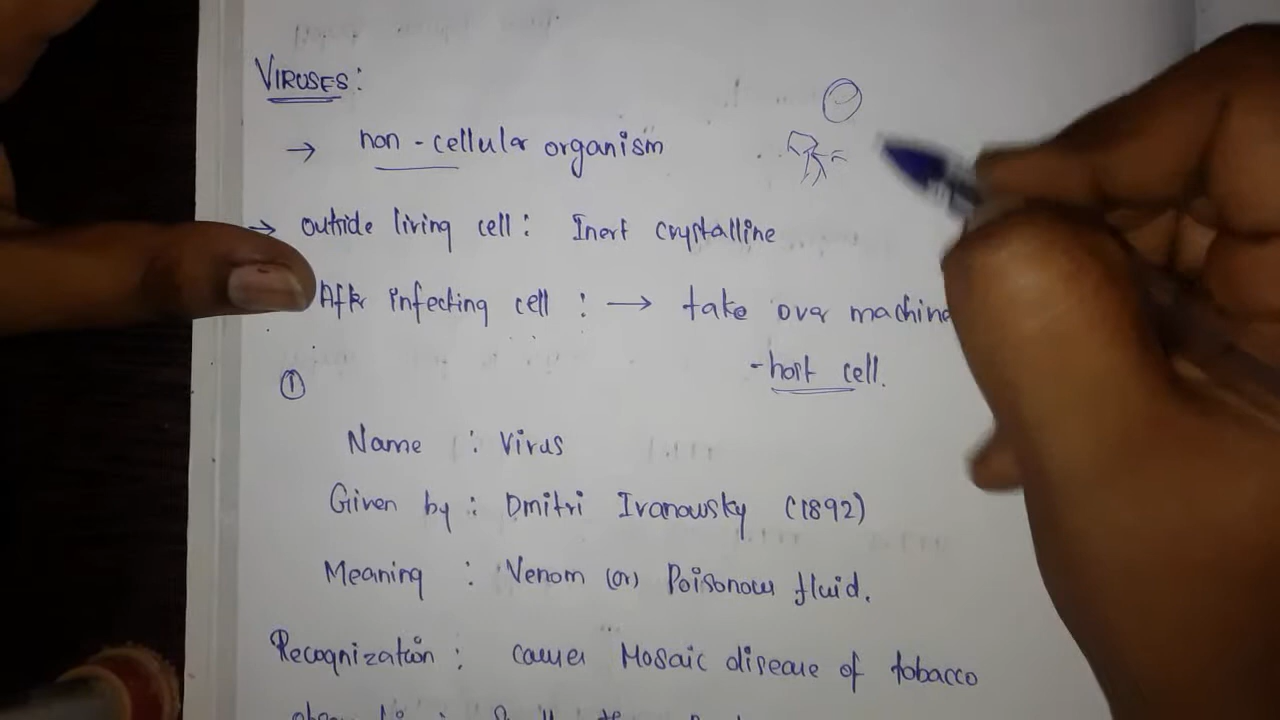 VIRUSES:
→ non-cellular organism
→ outside living cell: Inert crystalline
After infecting cell : → take over machine
- host cell.
①
Name : Virus
Given by : Dmitri Ivanowsky (1892)
Meaning : Venom (or) Poisonous fluid.
Recognization : causes Mosaic disease of tobacco